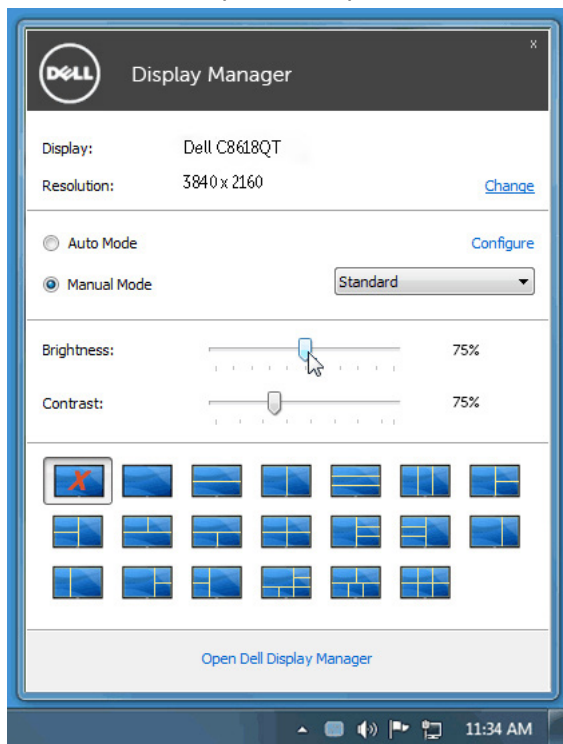 x
DELL
Display Manager
Display: Dell C8618QT
Resolution: 3840 x 2160 Change
Auto Mode Configure
Manual Mode Standard
Brightness: 75%
Contrast: 75%
X
Open Dell Display Manager
11:34 AM